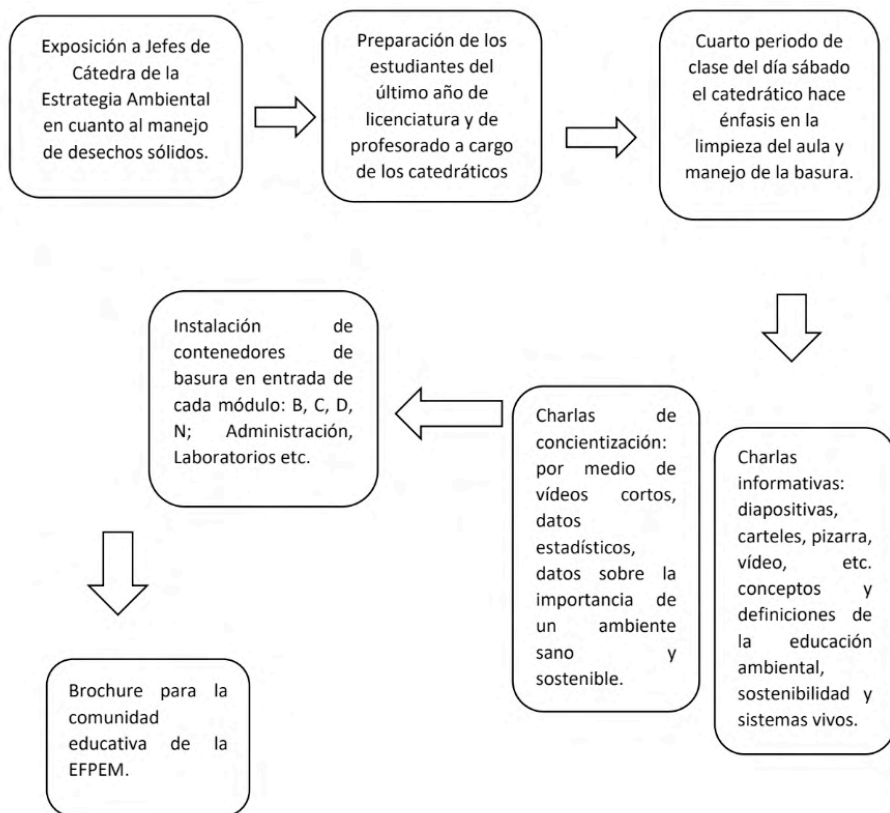 Exposición a Jefes de
Cátedra de la
Estrategia Ambiental
en cuanto al manejo
de desechos sólidos.
Preparación de los
estudiantes del
último año de
licenciatura y de
profesorado a cargo
de los catedráticos
Cuarto periodo de
clase del día sábado
el catedrático hace
énfasis en la
limpieza del aula y
manejo de la basura.
Charlas
informativas:
diapositivas,
carteles, pizarra,
vídeo, etc.
conceptos y
definiciones de
la educación
ambiental,
sostenibilidad y
sistemas vivos.
Charlas de
concientización:
por medio de
vídeos cortos,
datos
estadísticos,
datos sobre la
importancia de
un ambiente
sano y
sostenible.
Instalación de
contenedores de
basura en entrada de
cada módulo: B, C, D,
N; Administración,
Laboratorios etc.
Brochure para la
comunidad
educativa de la
EFPEM.